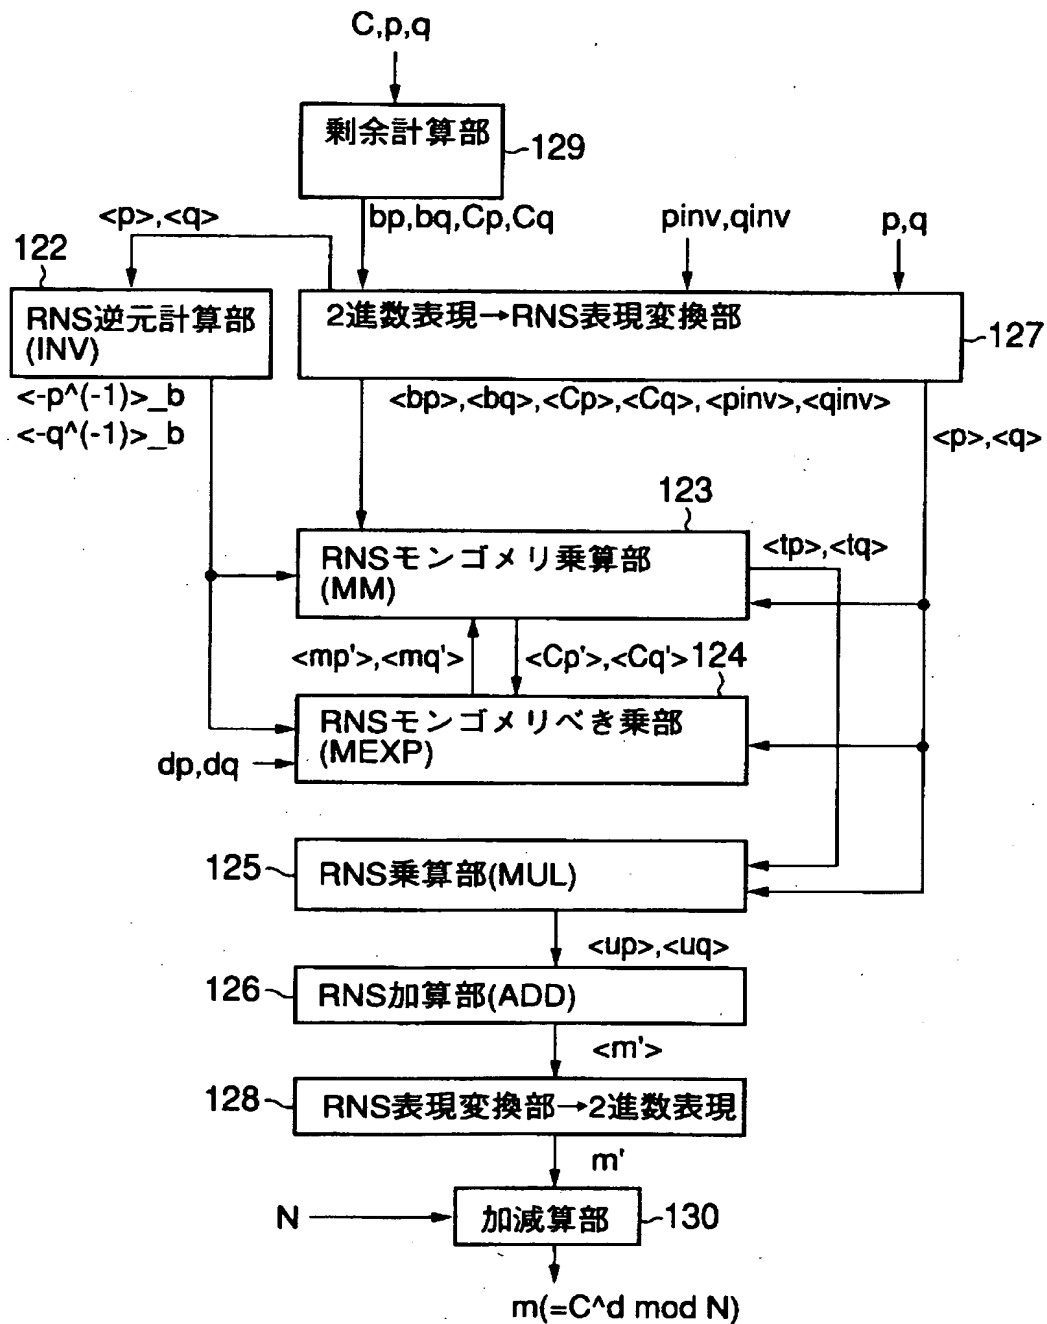 C,p,q
剰余計算部
129
<p>,<q>
bp,bq,Cp,Cq
pinv,qinv
p,q
122
RNS逆元計算部
(INV)
2進数表現→RNS表現変換部
127
<-p^(-1)>_b
<-q^(-1)>_b
<bp>,<bq>,<Cp>,<Cq>,<pinv>,<qinv>
<p>,<q>
123
RNSモンゴメリ乗算部
(MM)
<tp>,<tq>
<mp'>,<mq'>
<Cp'>,<Cq'>
124
RNSモンゴメリべき乗部
(MEXP)
dp,dq
125
RNS乗算部(MUL)
<up>,<uq>
126
RNS加算部(ADD)
<m'>
128
RNS表現変換部→2進数表現
m'
N
加減算部
130
m(=C^d mod N)